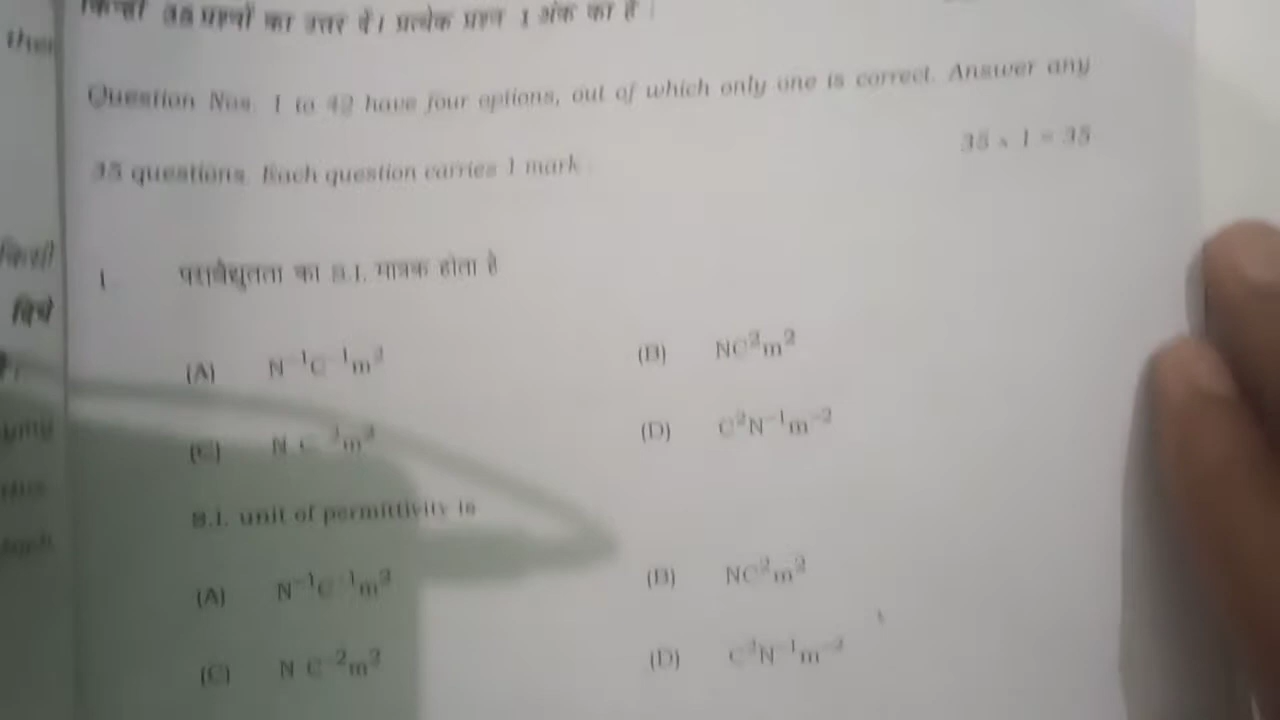 किन्हीं 35 प्रश्नों का उत्तर दें। प्रत्येक प्रश्न 1 अंक का है।
Question Nos. 1 to 42 have four options, out of which only one is correct. Answer any
35 questions. Each question carries 1 mark.
35 × 1 = 35
1. परावैद्युतता का S.I. मात्रक होता है
(A) N⁻¹C⁻¹m² (B) NC²m²
(C) N C⁻²m² (D) C²N⁻¹m⁻²
S.I. unit of permittivity is
(A) N⁻¹C⁻¹m² (B) NC²m²
(C) N C⁻²m² (D) C²N⁻¹m⁻²
किसी
दिये